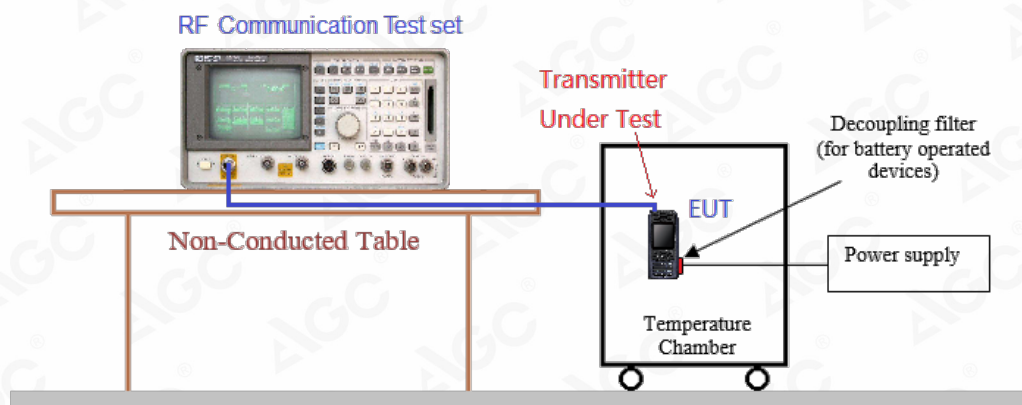 RF Communication Test set
Transmitter
Under Test
Decoupling filter
(for battery operated
devices)
EUT
Non-Conducted Table
Power supply
Temperature
Chamber
AGC